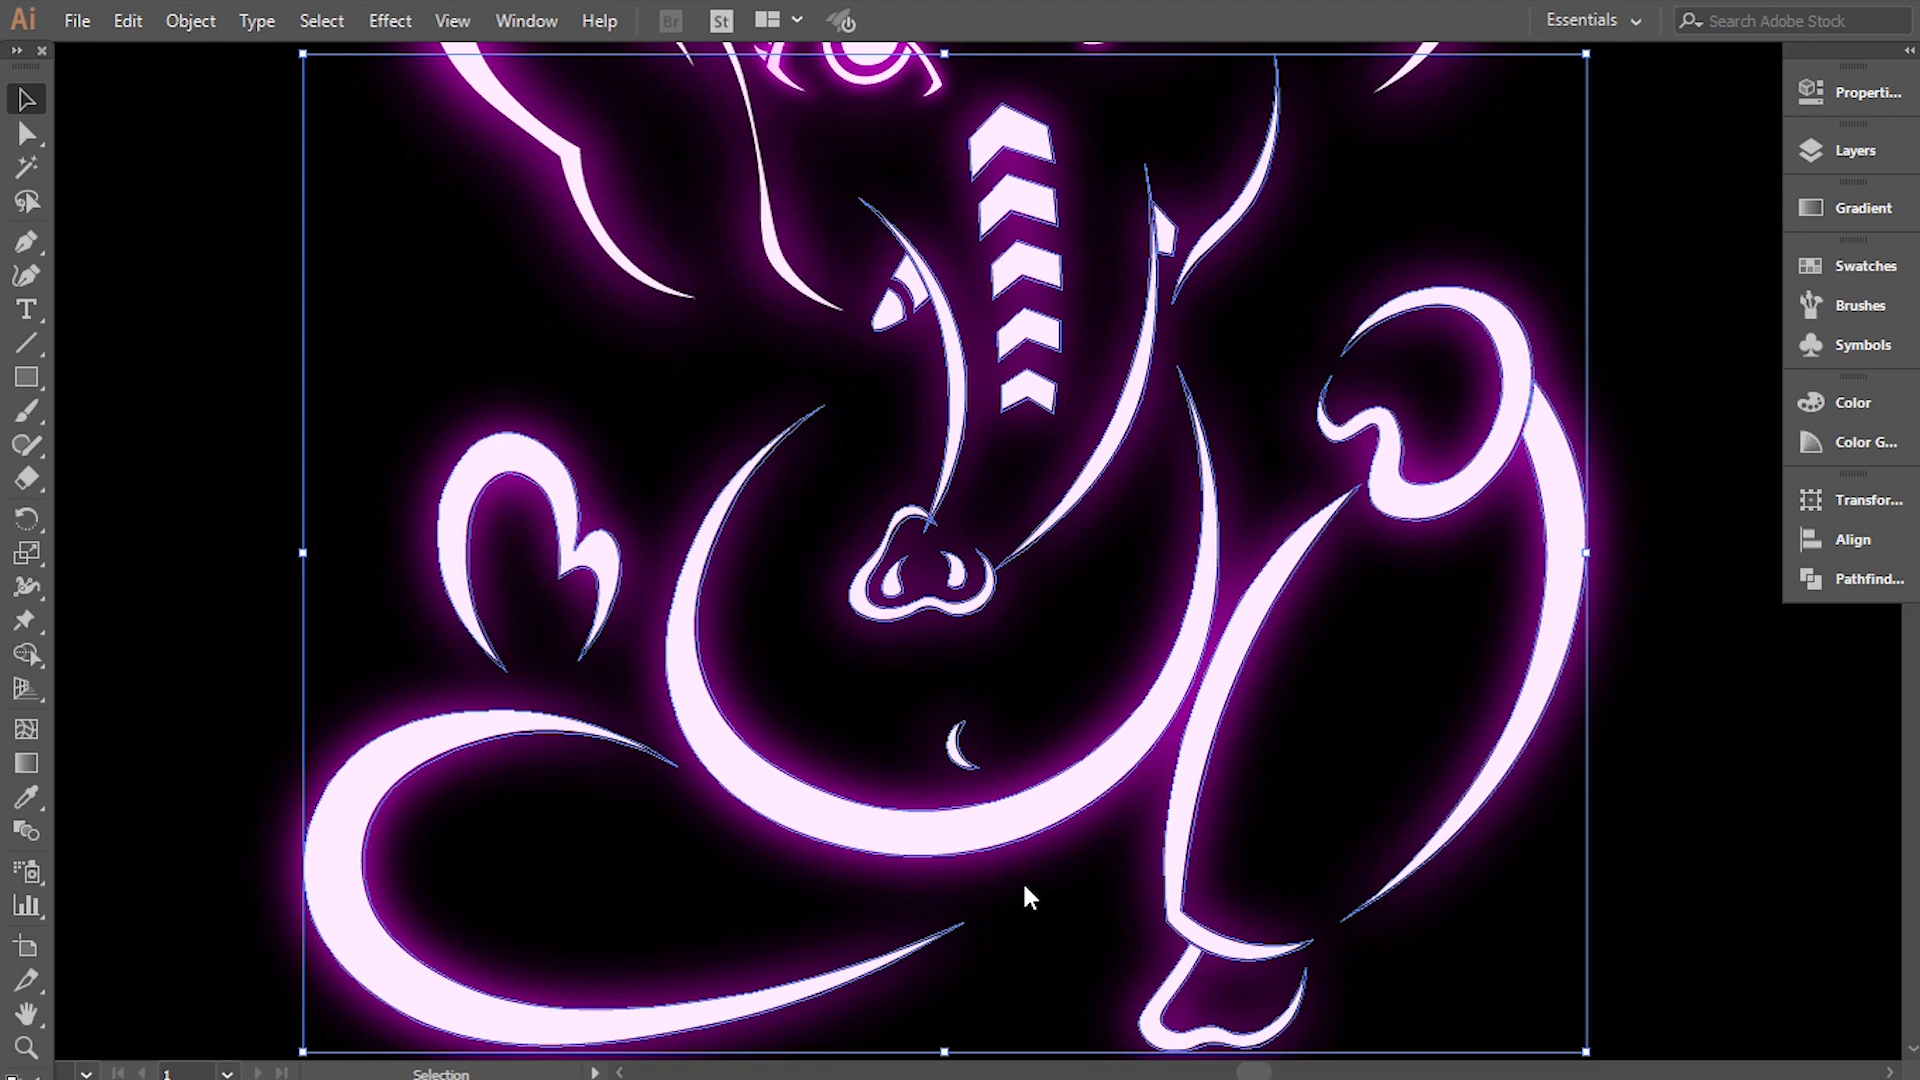 Ai File Edit Object Type Select Effect View Window Help Br St Essentials Search Adobe Stock
Properti...
Layers
Gradient
Swatches
Brushes
Symbols
Color
Color G...
Transfor...
Align
Pathfind...
T
1 Selection